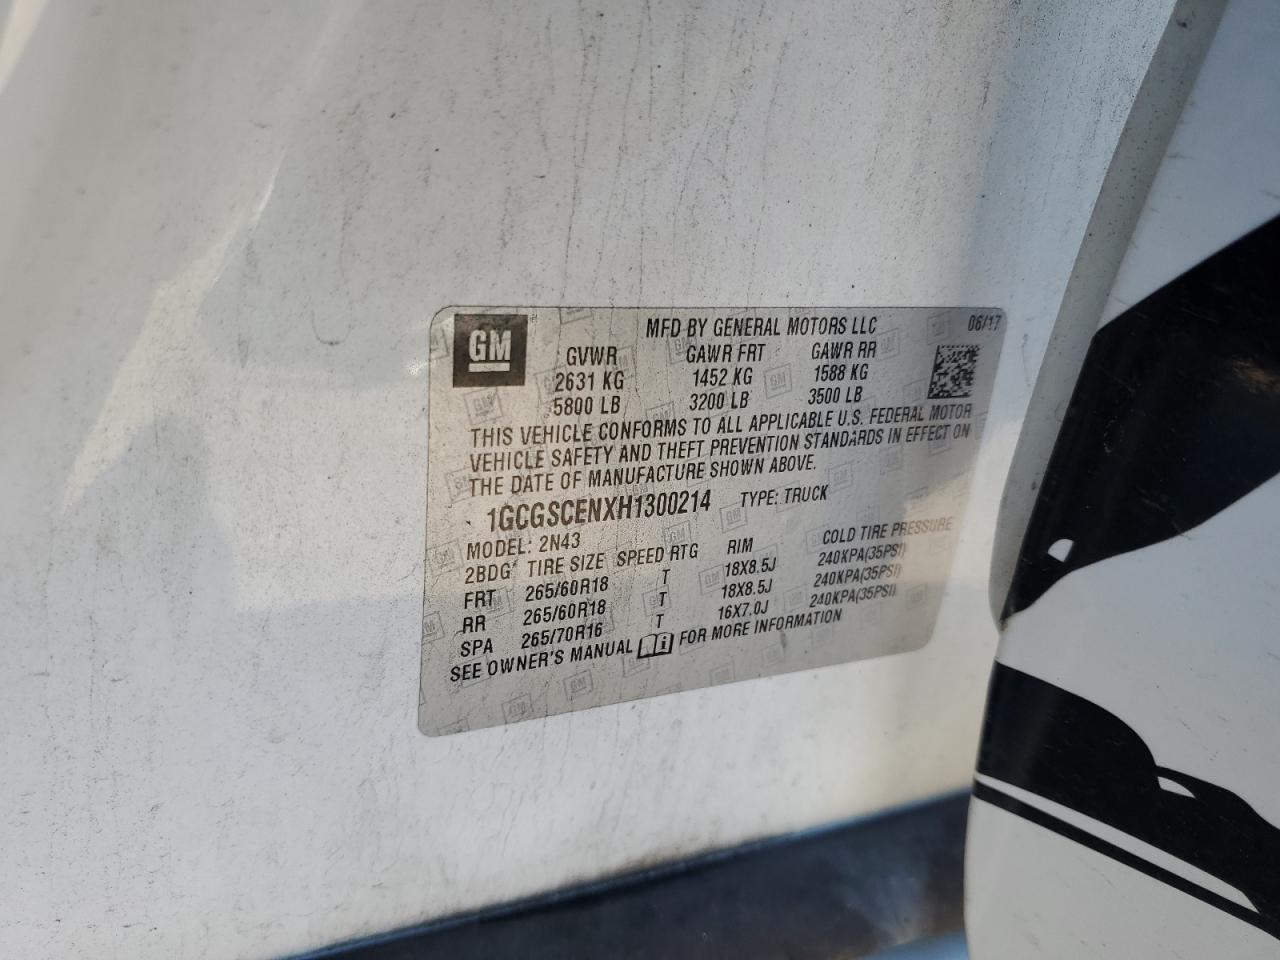 GM
MFD BY GENERAL MOTORS LLC 06/17
GVWR GAWR FRT GAWR RR
2631 KG 1452 KG 1588 KG
5800 LB 3200 LB 3500 LB
THIS VEHICLE CONFORMS TO ALL APPLICABLE U.S. FEDERAL MOTOR
VEHICLE SAFETY AND THEFT PREVENTION STANDARDS IN EFFECT ON
THE DATE OF MANUFACTURE SHOWN ABOVE.
1GCGSCENXH1300214 TYPE: TRUCK
MODEL: 2N43
2BDG TIRE SIZE SPEED RTG RIM COLD TIRE PRESSURE
FRT 265/60R18 T 18X8.5J 240KPA(35PSI)
RR 265/60R18 T 18X8.5J 240KPA(35PSI)
SPA 265/70R16 T 16X7.0J 240KPA(35PSI)
SEE OWNER'S MANUAL FOR MORE INFORMATION